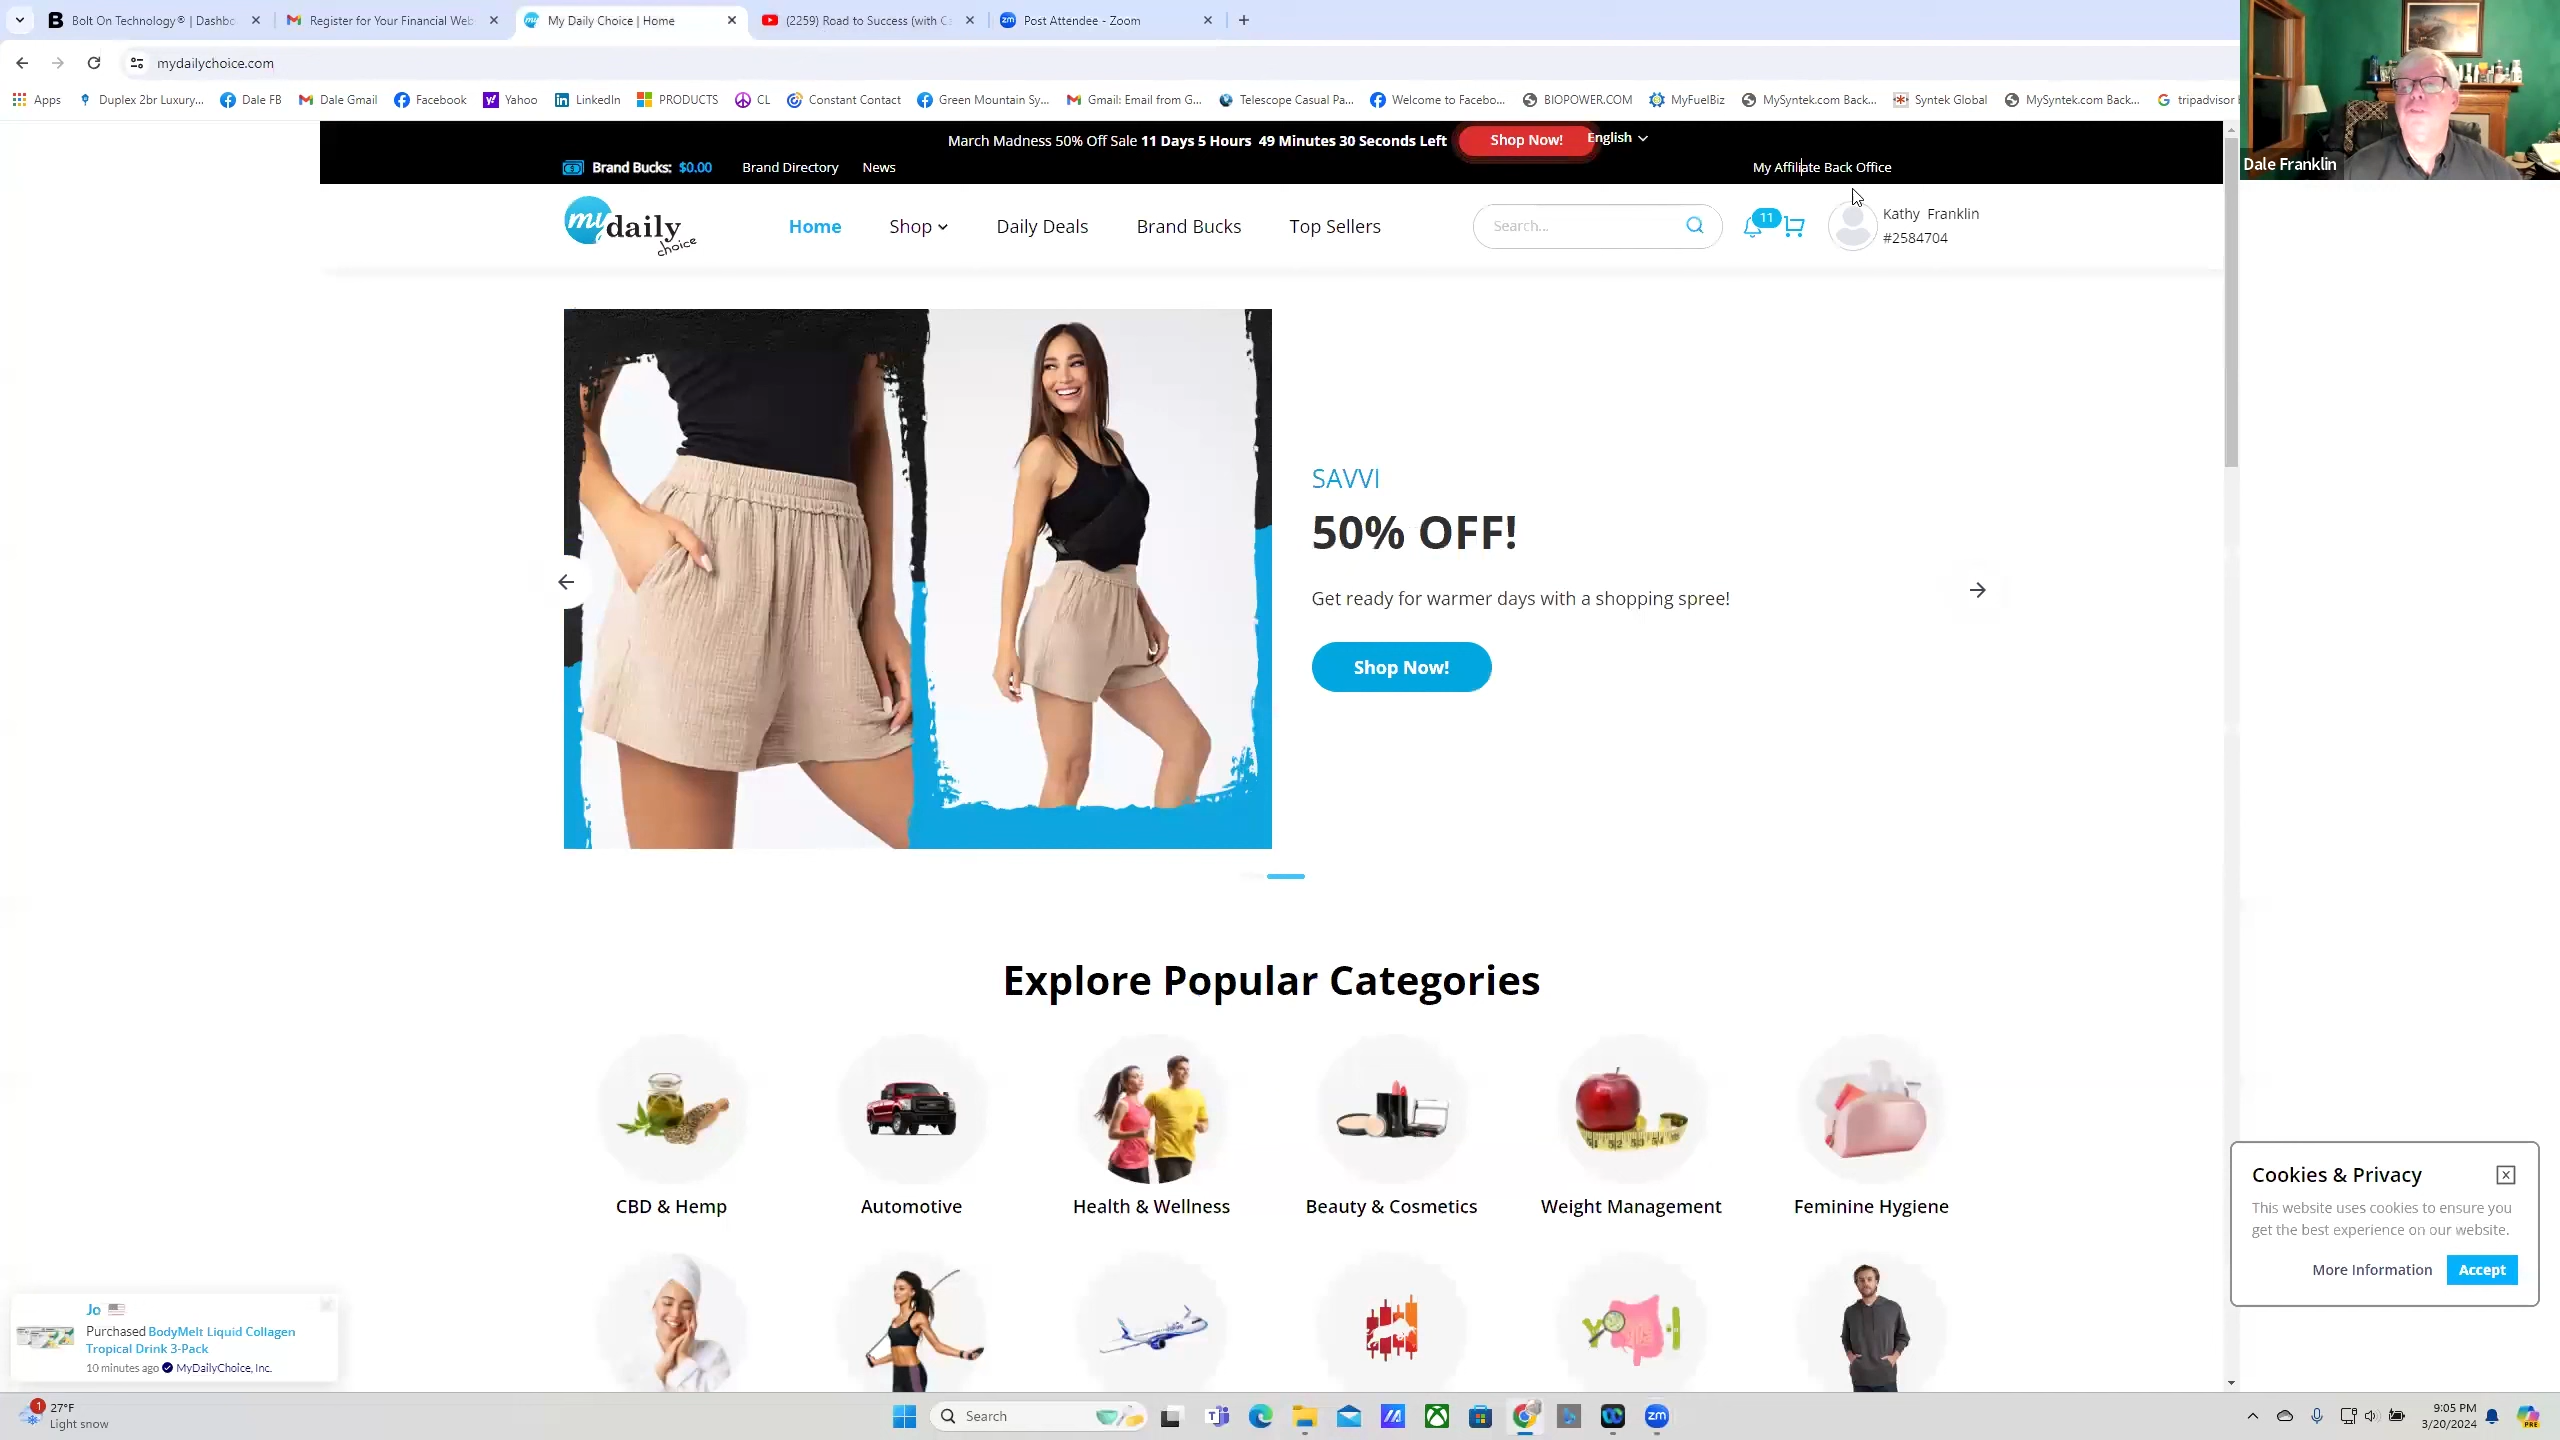 Bolt On Technology® | Dashbo
Register for Your Financial Web
My Daily Choice | Home
(2259) Road to Success (with C
Post Attendee - Zoom
mydailychoice.com
Apps
Duplex 2br Luxury...
Dale FB
Dale Gmail
Facebook
Yahoo
LinkedIn
PRODUCTS
CL
Constant Contact
Green Mountain Sy...
Gmail: Email from G...
Telescope Casual Pa...
Welcome to Facebo...
BIOPOWER.COM
MyFuelBiz
MySyntek.com Back...
Syntek Global
MySyntek.com Back...
tripadvisor
Dale Franklin
March Madness 50% Off Sale 11 Days 5 Hours 49 Minutes 30 Seconds Left
Shop Now!
English
Brand Bucks: $0.00
Brand Directory
News
My Affiliate Back Office
my daily choice
Home
Shop
Daily Deals
Brand Bucks
Top Sellers
Search...
11
Kathy Franklin
#2584704
SAVVI
50% OFF!
Get ready for warmer days with a shopping spree!
Shop Now!
Explore Popular Categories
CBD & Hemp
Automotive
Health & Wellness
Beauty & Cosmetics
Weight Management
Feminine Hygiene
Cookies & Privacy
This website uses cookies to ensure you
get the best experience on our website.
More Information
Accept
Jo
Purchased BodyMelt Liquid Collagen
Tropical Drink 3-Pack
10 minutes ago MyDailyChoice, Inc.
1
27°F
Light snow
Search
zm
9:05 PM
3/20/2024
PRE